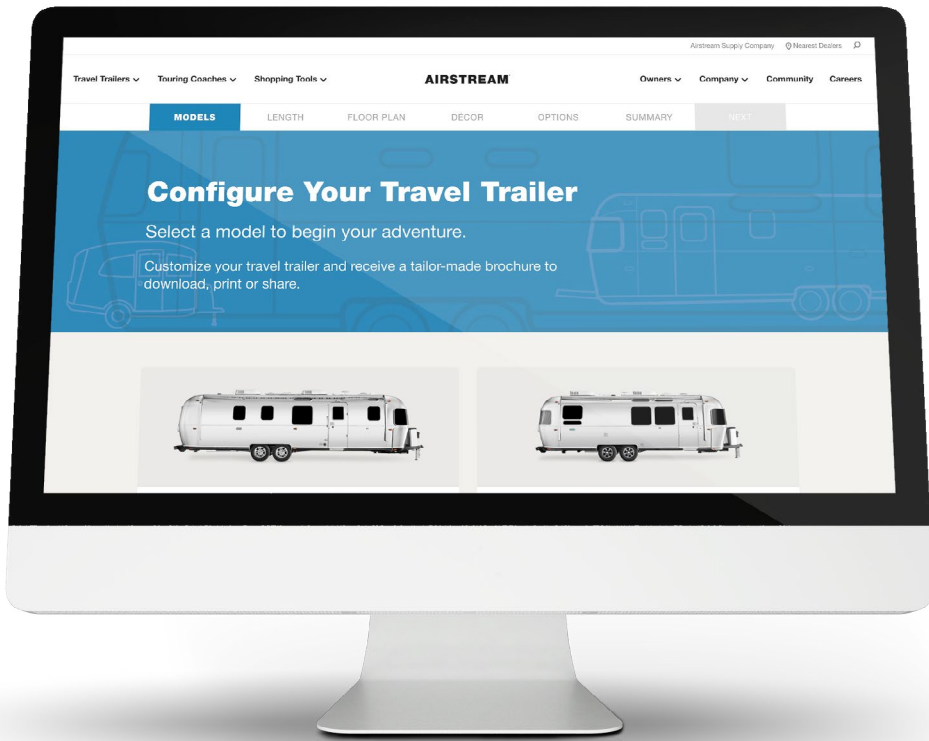 Airstream Supply Company Nearest Dealers
Travel Trailers Touring Coaches Shopping Tools AIRSTREAM Owners Company Community Careers
MODELS LENGTH FLOOR PLAN DECOR OPTIONS SUMMARY NEXT
Configure Your Travel Trailer
Select a model to begin your adventure.
Customize your travel trailer and receive a tailor-made brochure to
download, print or share.